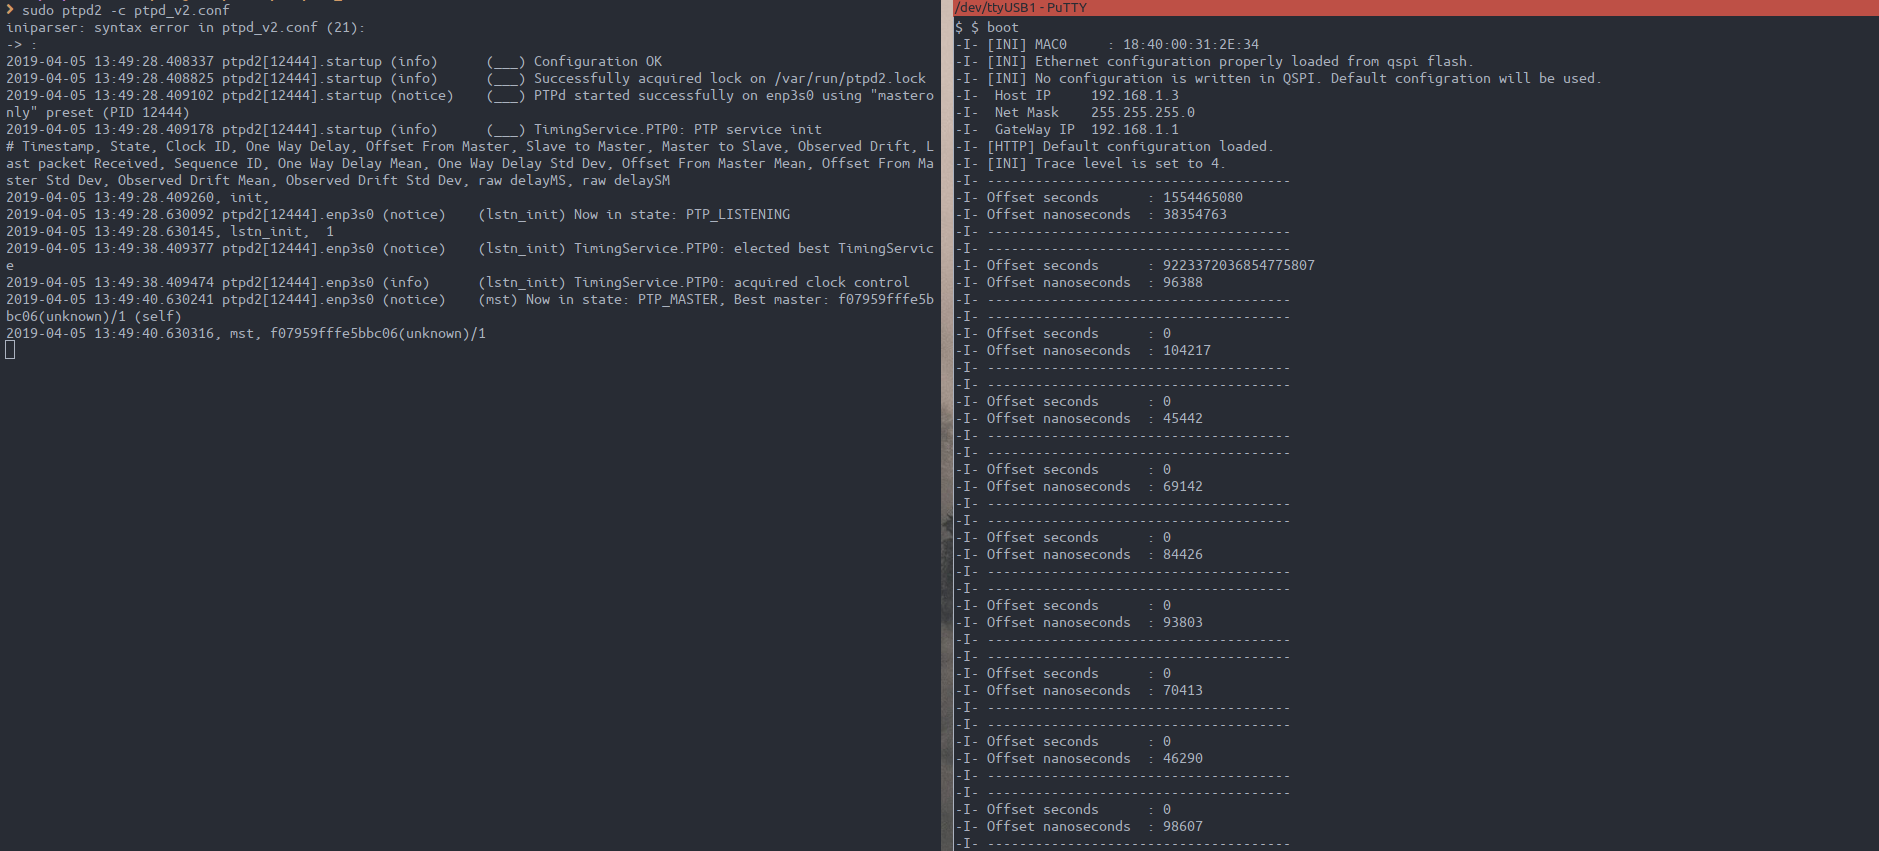 ❯ sudo ptpd2 -c ptpd_v2.conf
iniparser: syntax error in ptpd_v2.conf (21):
-> :
2019-04-05 13:49:28.408337 ptpd2[12444].startup (info)      (___) Configuration OK
2019-04-05 13:49:28.408825 ptpd2[12444].startup (info)      (___) Successfully acquired lock on /var/run/ptpd2.lock
2019-04-05 13:49:28.409102 ptpd2[12444].startup (notice)    (___) PTPd started successfully on enp3s0 using "mastero
nly" preset (PID 12444)
2019-04-05 13:49:28.409178 ptpd2[12444].startup (info)      (___) TimingService.PTP0: PTP service init
# Timestamp, State, Clock ID, One Way Delay, Offset From Master, Slave to Master, Master to Slave, Observed Drift, L
ast packet Received, Sequence ID, One Way Delay Mean, One Way Delay Std Dev, Offset From Master Mean, Offset From Ma
ster Std Dev, Observed Drift Mean, Observed Drift Std Dev, raw delayMS, raw delaySM
2019-04-05 13:49:28.409260, init,
2019-04-05 13:49:28.630092 ptpd2[12444].enp3s0 (notice)    (lstn_init) Now in state: PTP_LISTENING
2019-04-05 13:49:28.630145, lstn_init,  1
2019-04-05 13:49:38.409377 ptpd2[12444].enp3s0 (notice)    (lstn_init) TimingService.PTP0: elected best TimingServic
e
2019-04-05 13:49:38.409474 ptpd2[12444].enp3s0 (info)      (lstn_init) TimingService.PTP0: acquired clock control
2019-04-05 13:49:40.630241 ptpd2[12444].enp3s0 (notice)    (mst) Now in state: PTP_MASTER, Best master: f07959fffe5b
bc06(unknown)/1 (self)
2019-04-05 13:49:40.630316, mst, f07959fffe5bbc06(unknown)/1
/dev/ttyUSB1 - PuTTY
$ $ boot
-I- [INI] MAC0     : 18:40:00:31:2E:34
-I- [INI] Ethernet configuration properly loaded from qspi flash.
-I- [INI] No configuration is written in QSPI. Default configration will be used.
-I-  Host IP     192.168.1.3
-I-  Net Mask    255.255.255.0
-I-  GateWay IP  192.168.1.1
-I- [HTTP] Default configuration loaded.
-I- [INI] Trace level is set to 4.
-I- --------------------------------------
-I- Offset seconds      : 1554465080
-I- Offset nanoseconds  : 38354763
-I- --------------------------------------
-I- --------------------------------------
-I- Offset seconds      : 9223372036854775807
-I- Offset nanoseconds  : 96388
-I- --------------------------------------
-I- --------------------------------------
-I- Offset seconds      : 0
-I- Offset nanoseconds  : 104217
-I- --------------------------------------
-I- --------------------------------------
-I- Offset seconds      : 0
-I- Offset nanoseconds  : 45442
-I- --------------------------------------
-I- --------------------------------------
-I- Offset seconds      : 0
-I- Offset nanoseconds  : 69142
-I- --------------------------------------
-I- --------------------------------------
-I- Offset seconds      : 0
-I- Offset nanoseconds  : 84426
-I- --------------------------------------
-I- --------------------------------------
-I- Offset seconds      : 0
-I- Offset nanoseconds  : 93803
-I- --------------------------------------
-I- --------------------------------------
-I- Offset seconds      : 0
-I- Offset nanoseconds  : 70413
-I- --------------------------------------
-I- --------------------------------------
-I- Offset seconds      : 0
-I- Offset nanoseconds  : 46290
-I- --------------------------------------
-I- --------------------------------------
-I- Offset seconds      : 0
-I- Offset nanoseconds  : 98607
-I- --------------------------------------